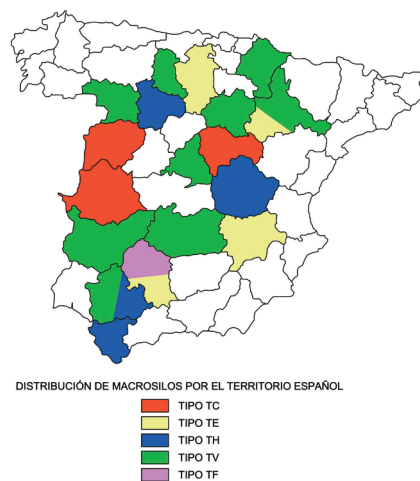 DISTRIBUCIÓN DE MACROSILOS POR EL TERRITORIO ESPAÑOL
TIPO TC
TIPO TE
TIPO TH
TIPO TV
TIPO TF